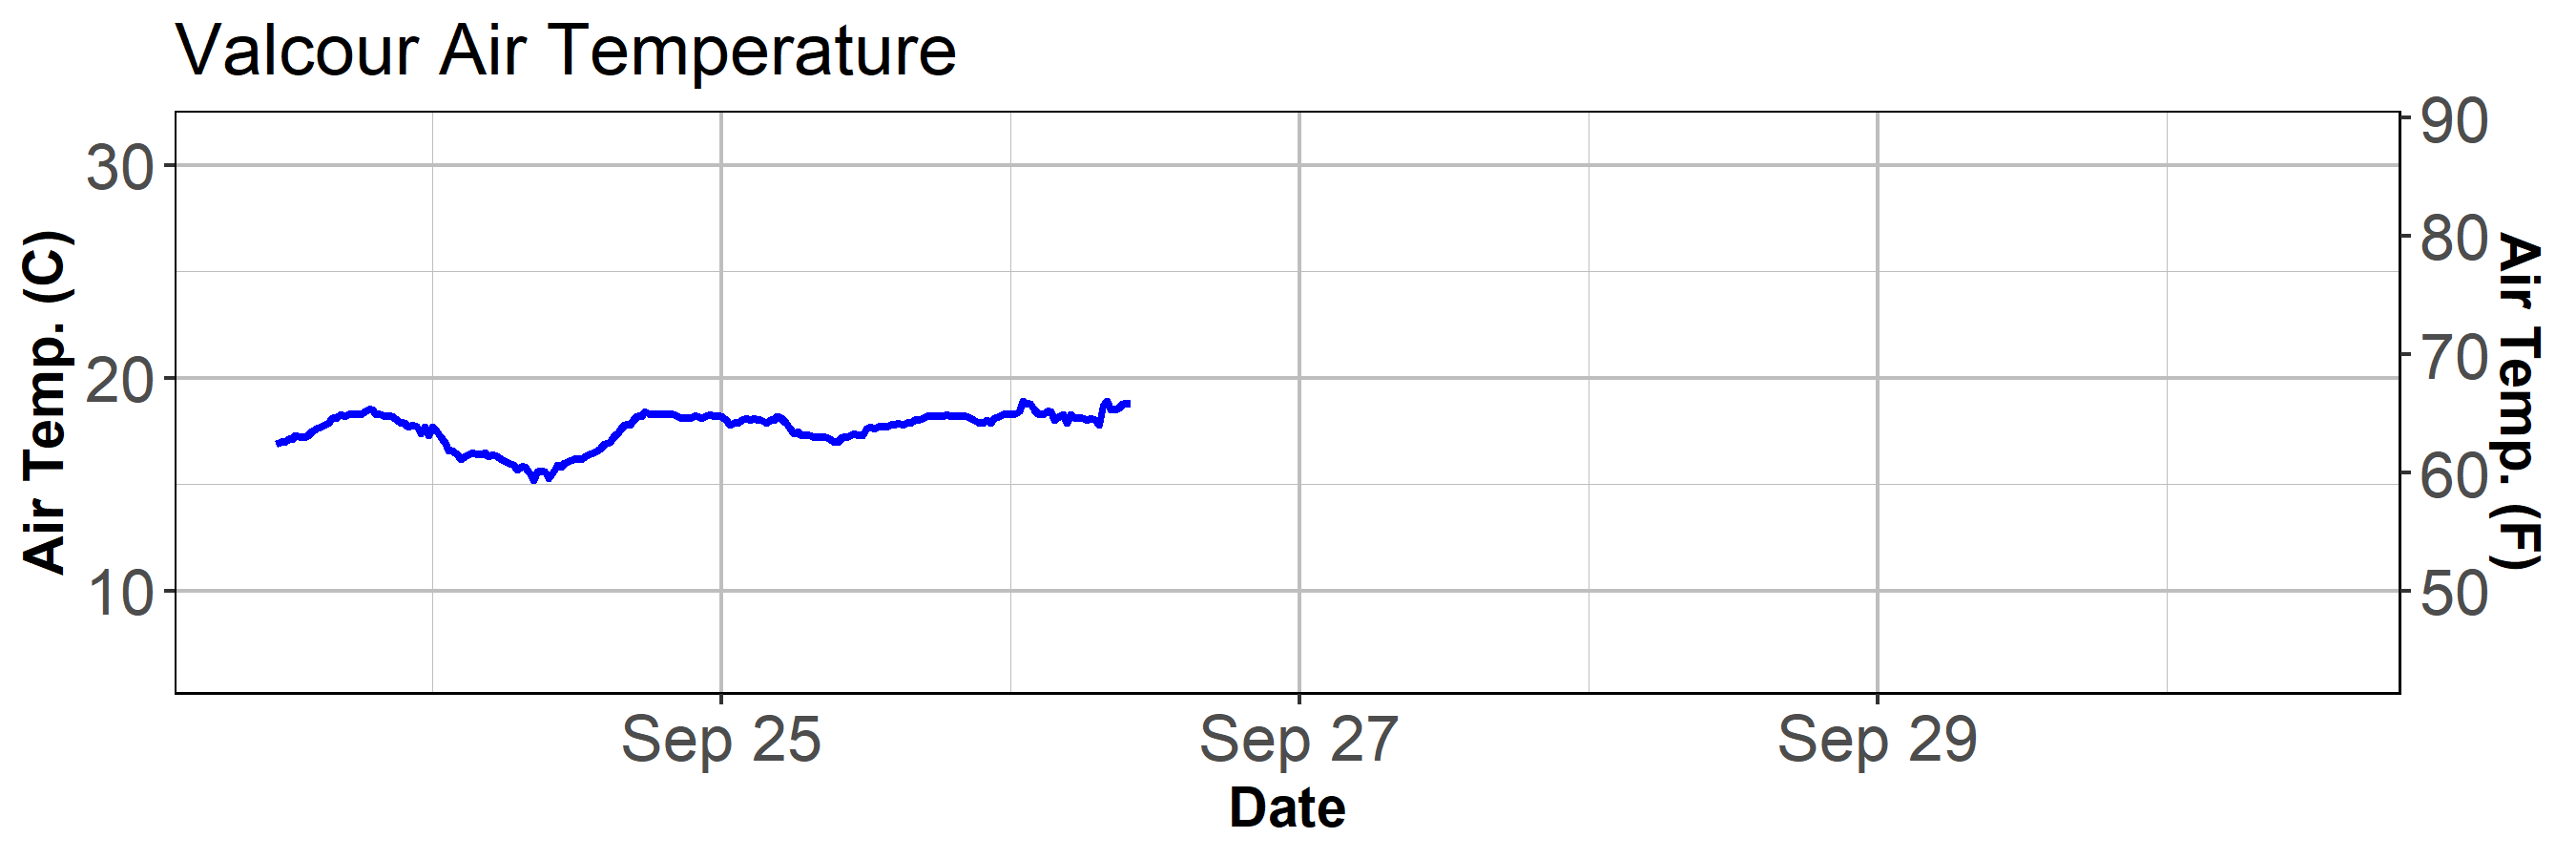 Valcour Air Temperature
Air Temp. (C)
30
20
10
90
80
70
60
50
Air Temp. (F)
Sep 25
Sep 27
Sep 29
Date